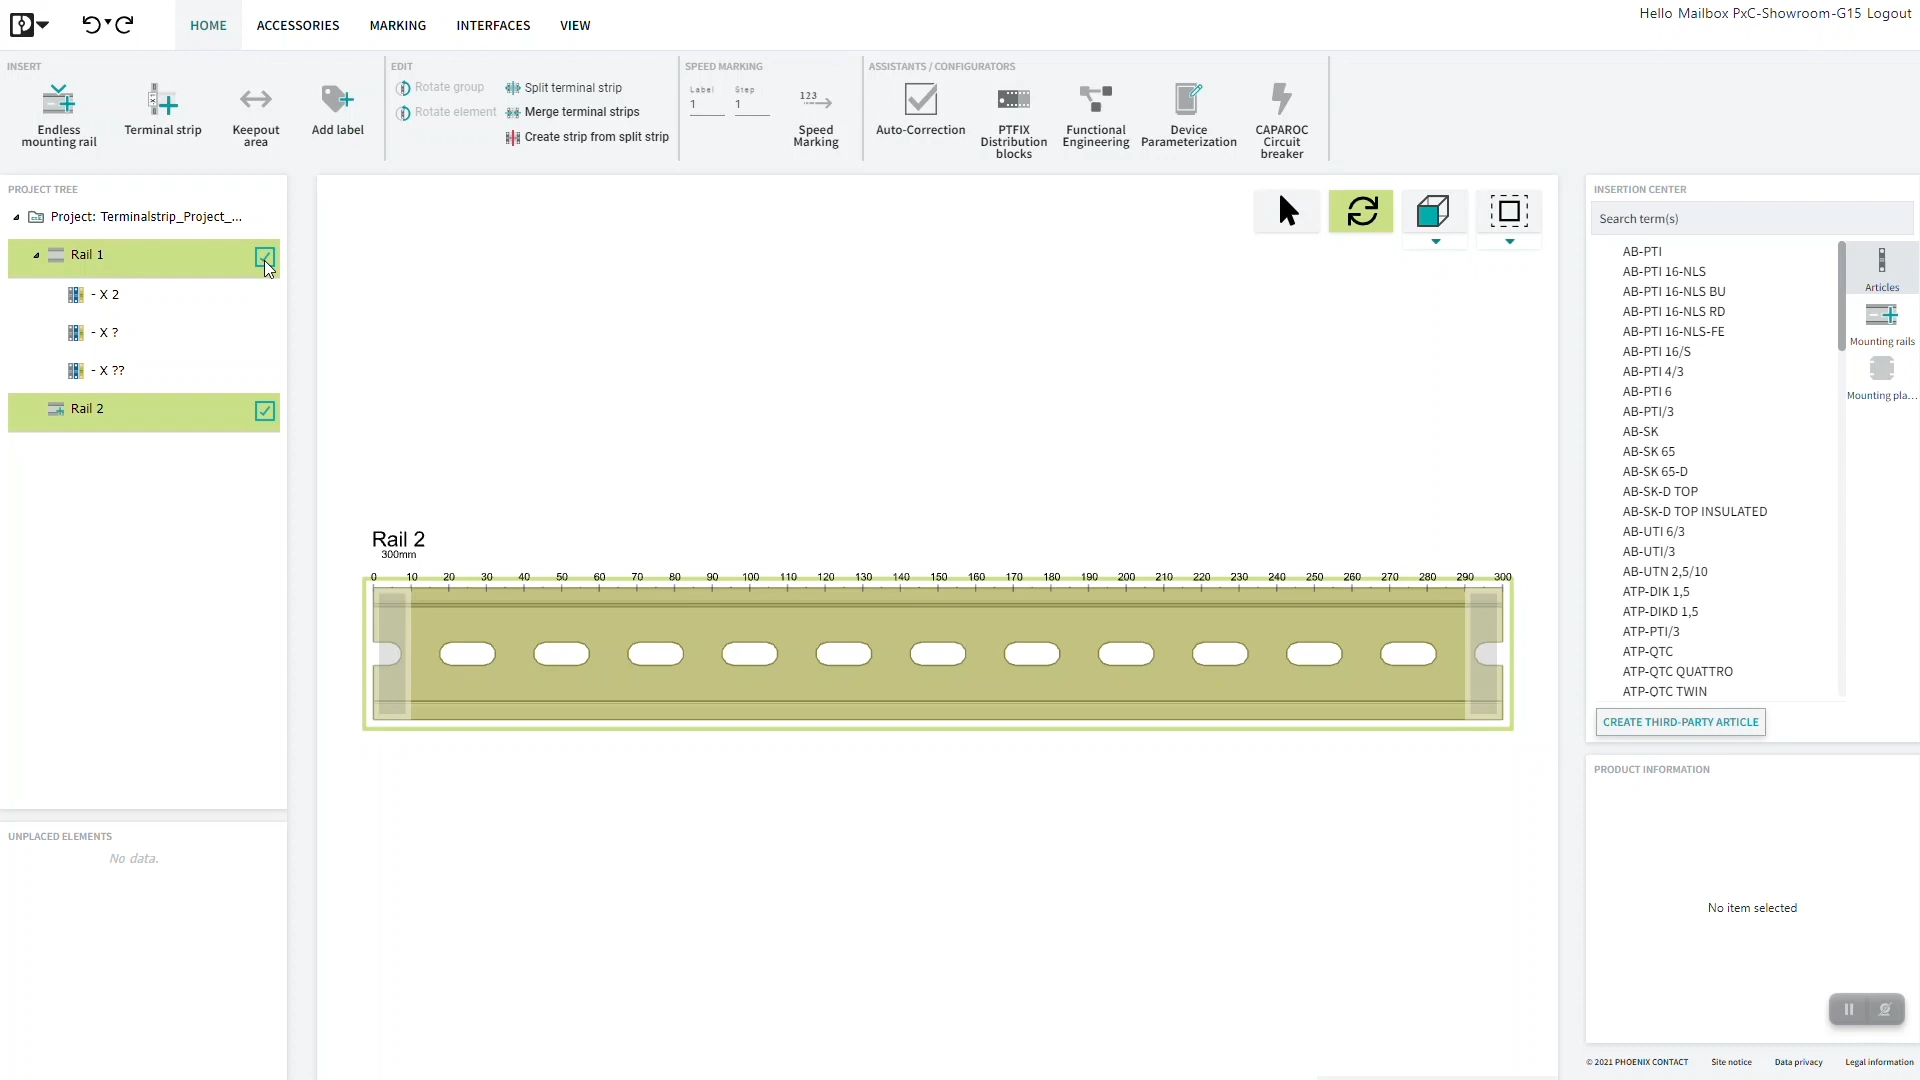 HOME
ACCESSORIES
MARKING
INTERFACES
VIEW
Hello Mailbox PxC-Showroom-G15 Logout
INSERT
Endless
mounting rail
Terminal strip
Keepout
area
Add label
EDIT
Rotate group
Rotate element
Split terminal strip
Merge terminal strips
Create strip from split strip
SPEED MARKING
Label
1
Step
1
123
Speed
Marking
ASSISTANTS / CONFIGURATORS
Auto-Correction
PTFIX
Distribution
blocks
Functional
Engineering
Device
Parameterization
CAPAROC
Circuit
breaker
PROJECT TREE
Project: Terminalstrip_Project_...
Rail 1
- X 2
- X ?
- X ??
Rail 2
UNPLACED ELEMENTS
No data.
Rail 2
300mm
0 10 20 30 40 50 60 70 80 90 100 110 120 130 140 150 160 170 180 190 200 210 220 230 240 250 260 270 280 290 300
INSERTION CENTER
Search term(s)
AB-PTI
AB-PTI 16-NLS
AB-PTI 16-NLS BU
AB-PTI 16-NLS RD
AB-PTI 16-NLS-FE
AB-PTI 16/S
AB-PTI 4/3
AB-PTI 6
AB-PTI/3
AB-SK
AB-SK 65
AB-SK 65-D
AB-SK-D TOP
AB-SK-D TOP INSULATED
AB-UTI 6/3
AB-UTI/3
AB-UTN 2,5/10
ATP-DIK 1,5
ATP-DIKD 1,5
ATP-PTI/3
ATP-QTC
ATP-QTC QUATTRO
ATP-QTC TWIN
Articles
Mounting rails
Mounting pla...
CREATE THIRD-PARTY ARTICLE
PRODUCT INFORMATION
No item selected
© 2021 PHOENIX CONTACT
Site notice
Data privacy
Legal information